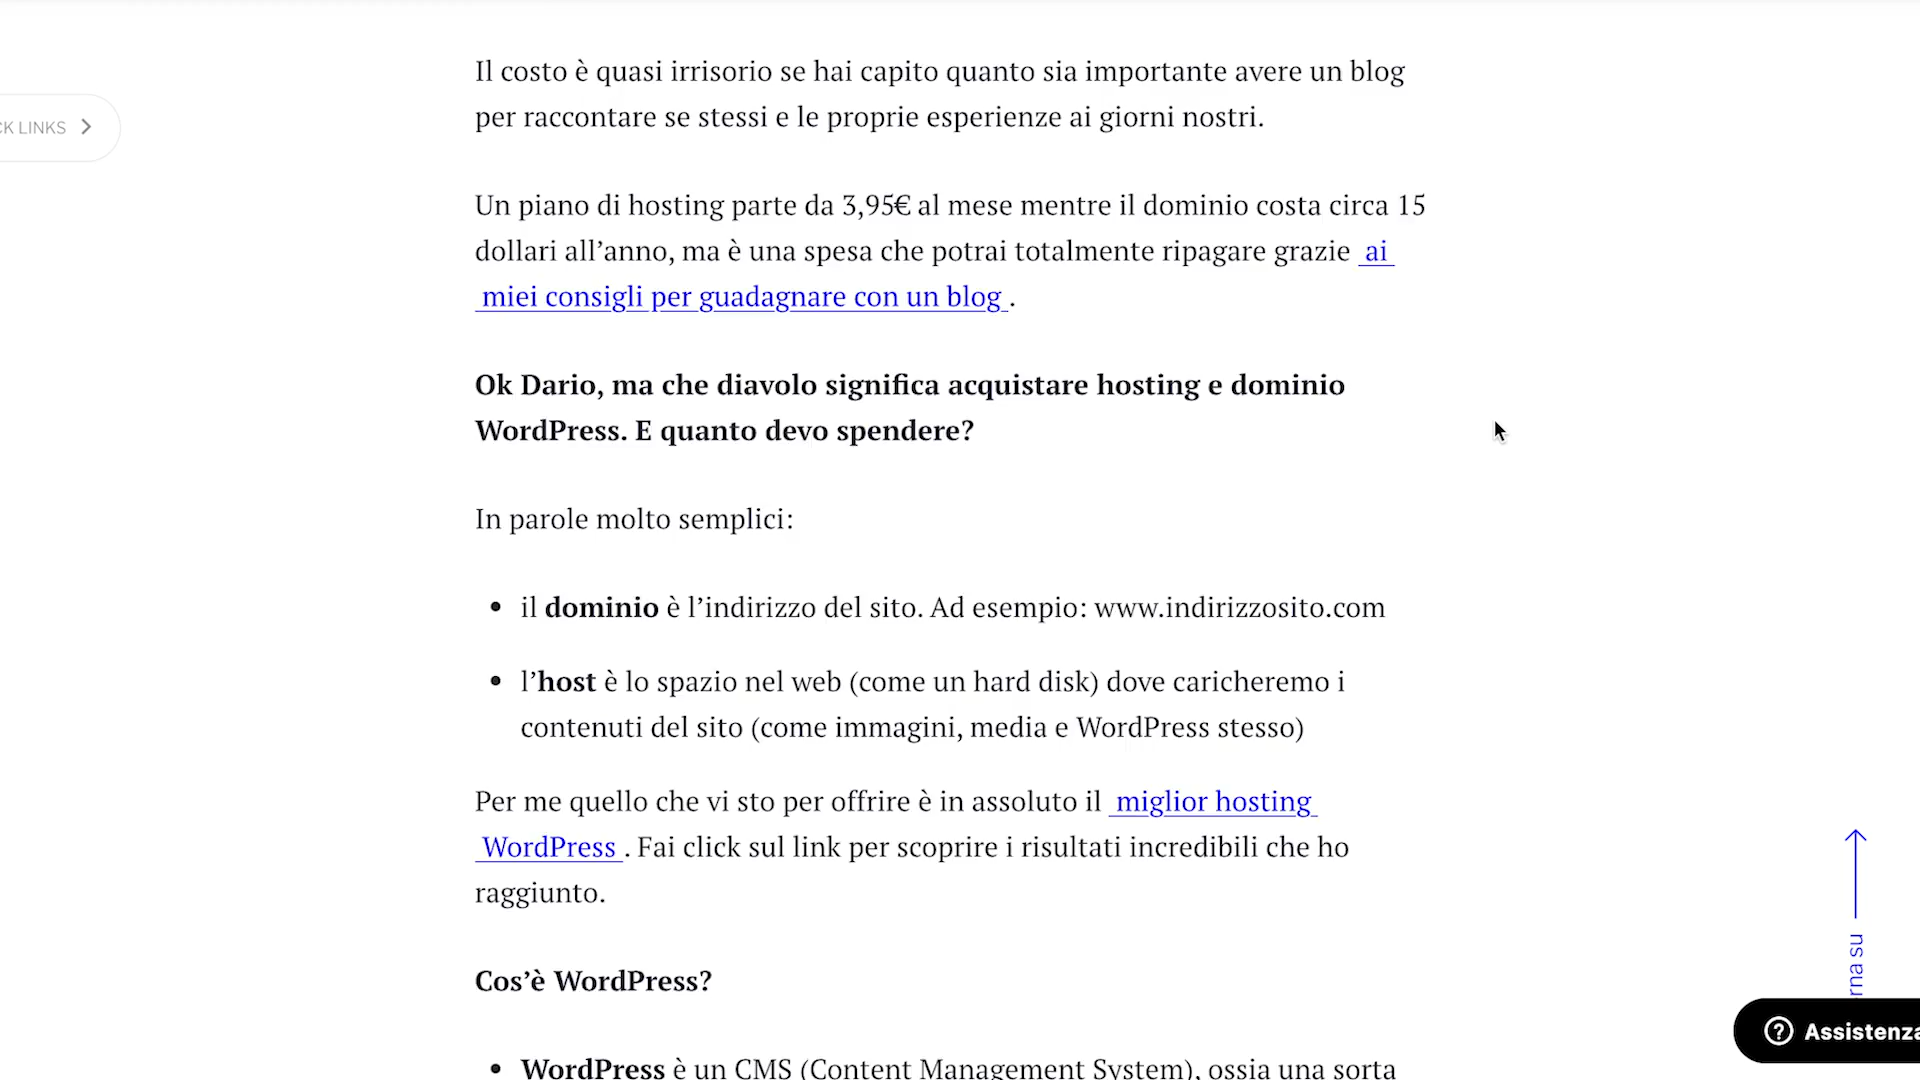 Il costo è quasi irrisorio se hai capito quanto sia importante avere un blog
per raccontare se stessi e le proprie esperienze ai giorni nostri.
CK LINKS
Un piano di hosting parte da 3,95€ al mese mentre il dominio costa circa 15
dollari all’anno, ma è una spesa che potrai totalmente ripagare grazie ai
miei consigli per guadagnare con un blog .
Ok Dario, ma che diavolo significa acquistare hosting e dominio
WordPress. E quanto devo spendere?
In parole molto semplici:
• il dominio è l’indirizzo del sito. Ad esempio: www.indirizzosito.com
• l’host è lo spazio nel web (come un hard disk) dove caricheremo i
contenuti del sito (come immagini, media e WordPress stesso)
Per me quello che vi sto per offrire è in assoluto il miglior hosting
WordPress . Fai click sul link per scoprire i risultati incredibili che ho
raggiunto.
Cos’è WordPress?
• WordPress è un CMS (Content Management System), ossia una sorta
rna su
Assistenza